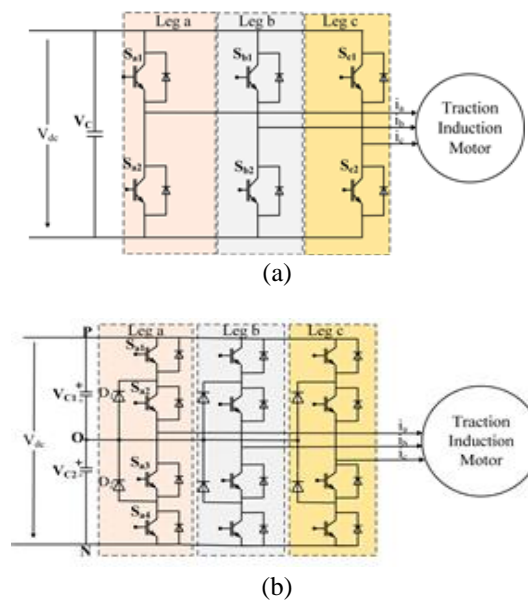 Leg a Leg b Leg c
Sa1 Sb1 Sc1
Vdc VC
ia
ib
ic
Traction
Induction
Motor
Sa2 Sb2 Sc2
(a)
Leg a Leg b Leg c
P
Sa1
VC1 + Sa2
Vdc O
ia
ib
ic
Traction
Induction
Motor
VC2 + Sa3
Sa4
N
(b)